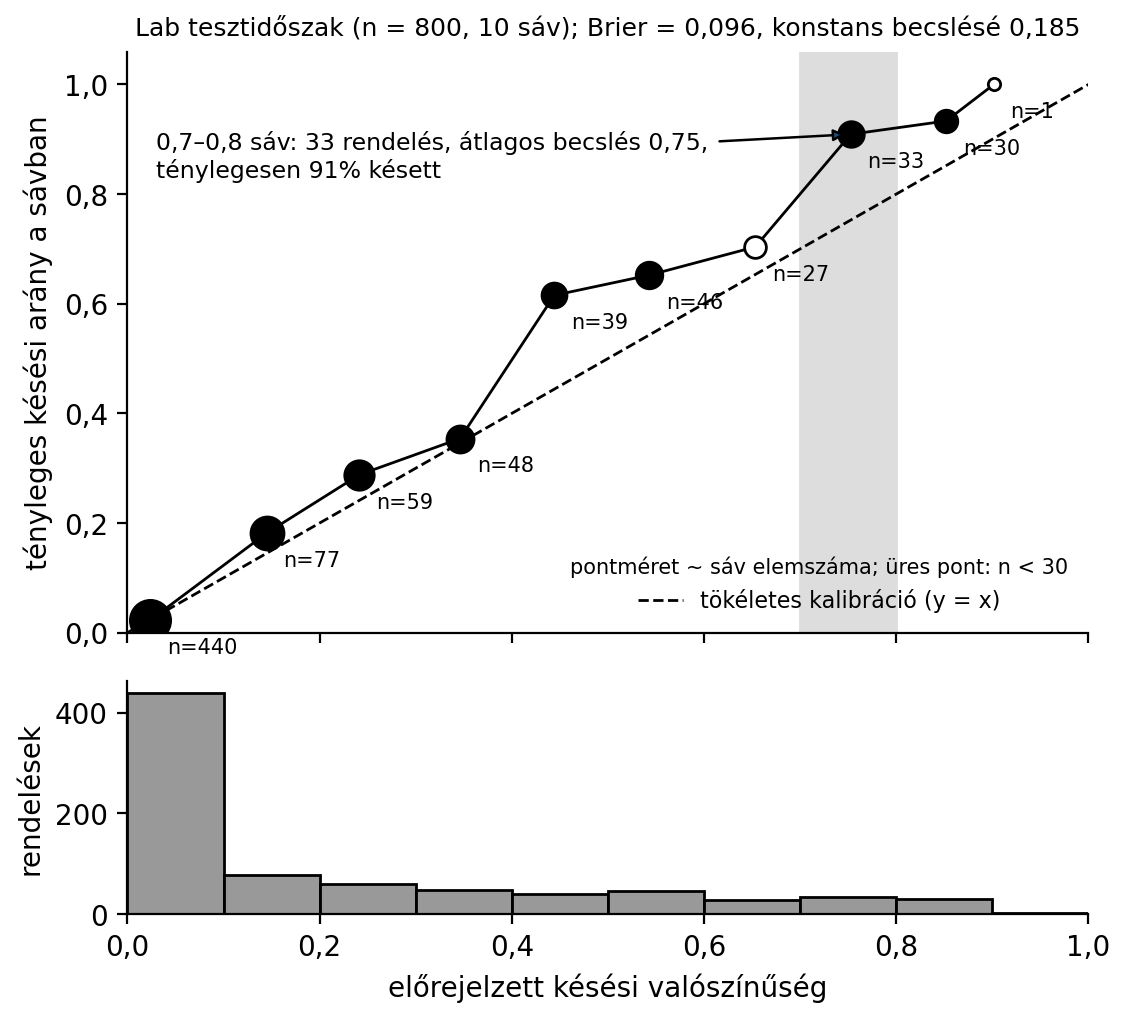 Lab tesztidőszak (n = 800, 10 sáv); Brier = 0,096, konstans becslésé 0,185
tényleges késési arány a sávban
1,0
0,8
0,6
0,4
0,2
0,0
0,7–0,8 sáv: 33 rendelés, átlagos becslés 0,75,
ténylegesen 91% késett
n=1
n=30
n=33
n=27
n=46
n=39
n=48
n=59
n=77
n=440
pontméret ~ sáv elemszáma; üres pont: n < 30
tökéletes kalibráció (y = x)
rendelések
400
200
0
0,0 0,2 0,4 0,6 0,8 1,0
előrejelzett késési valószínűség